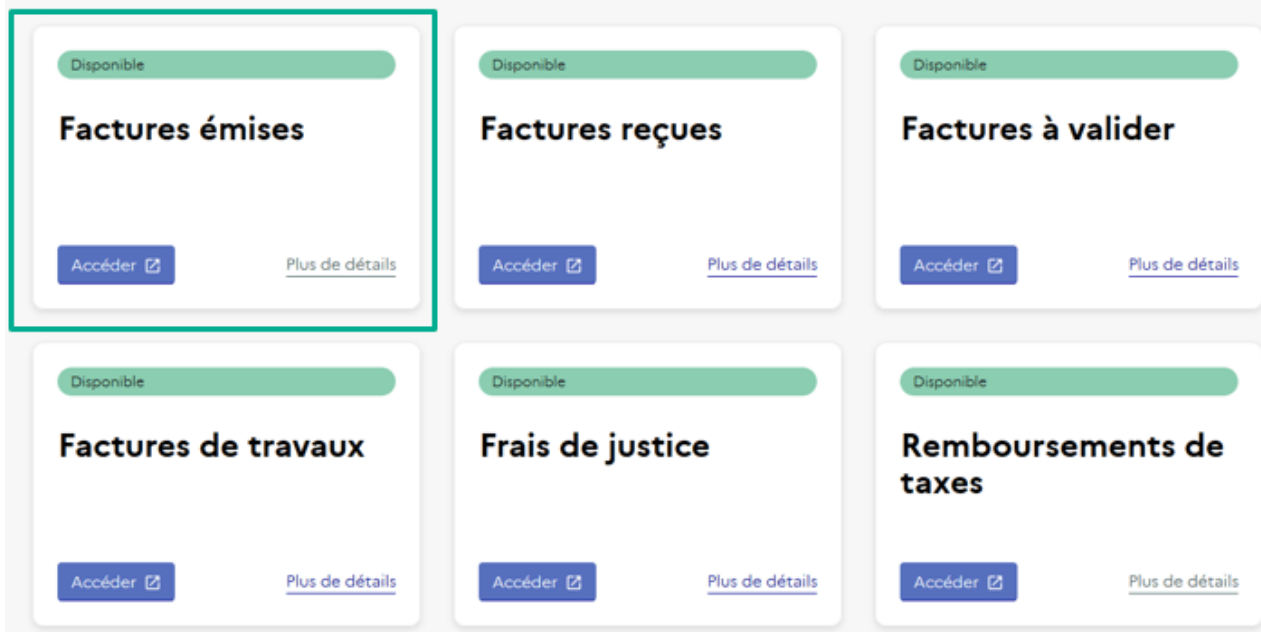 Disponible
Factures émises
Accéder
Plus de détails
Disponible
Factures reçues
Accéder
Plus de détails
Disponible
Factures à valider
Accéder
Plus de détails
Disponible
Factures de travaux
Accéder
Plus de détails
Disponible
Frais de justice
Accéder
Plus de détails
Disponible
Remboursements de
taxes
Accéder
Plus de détails